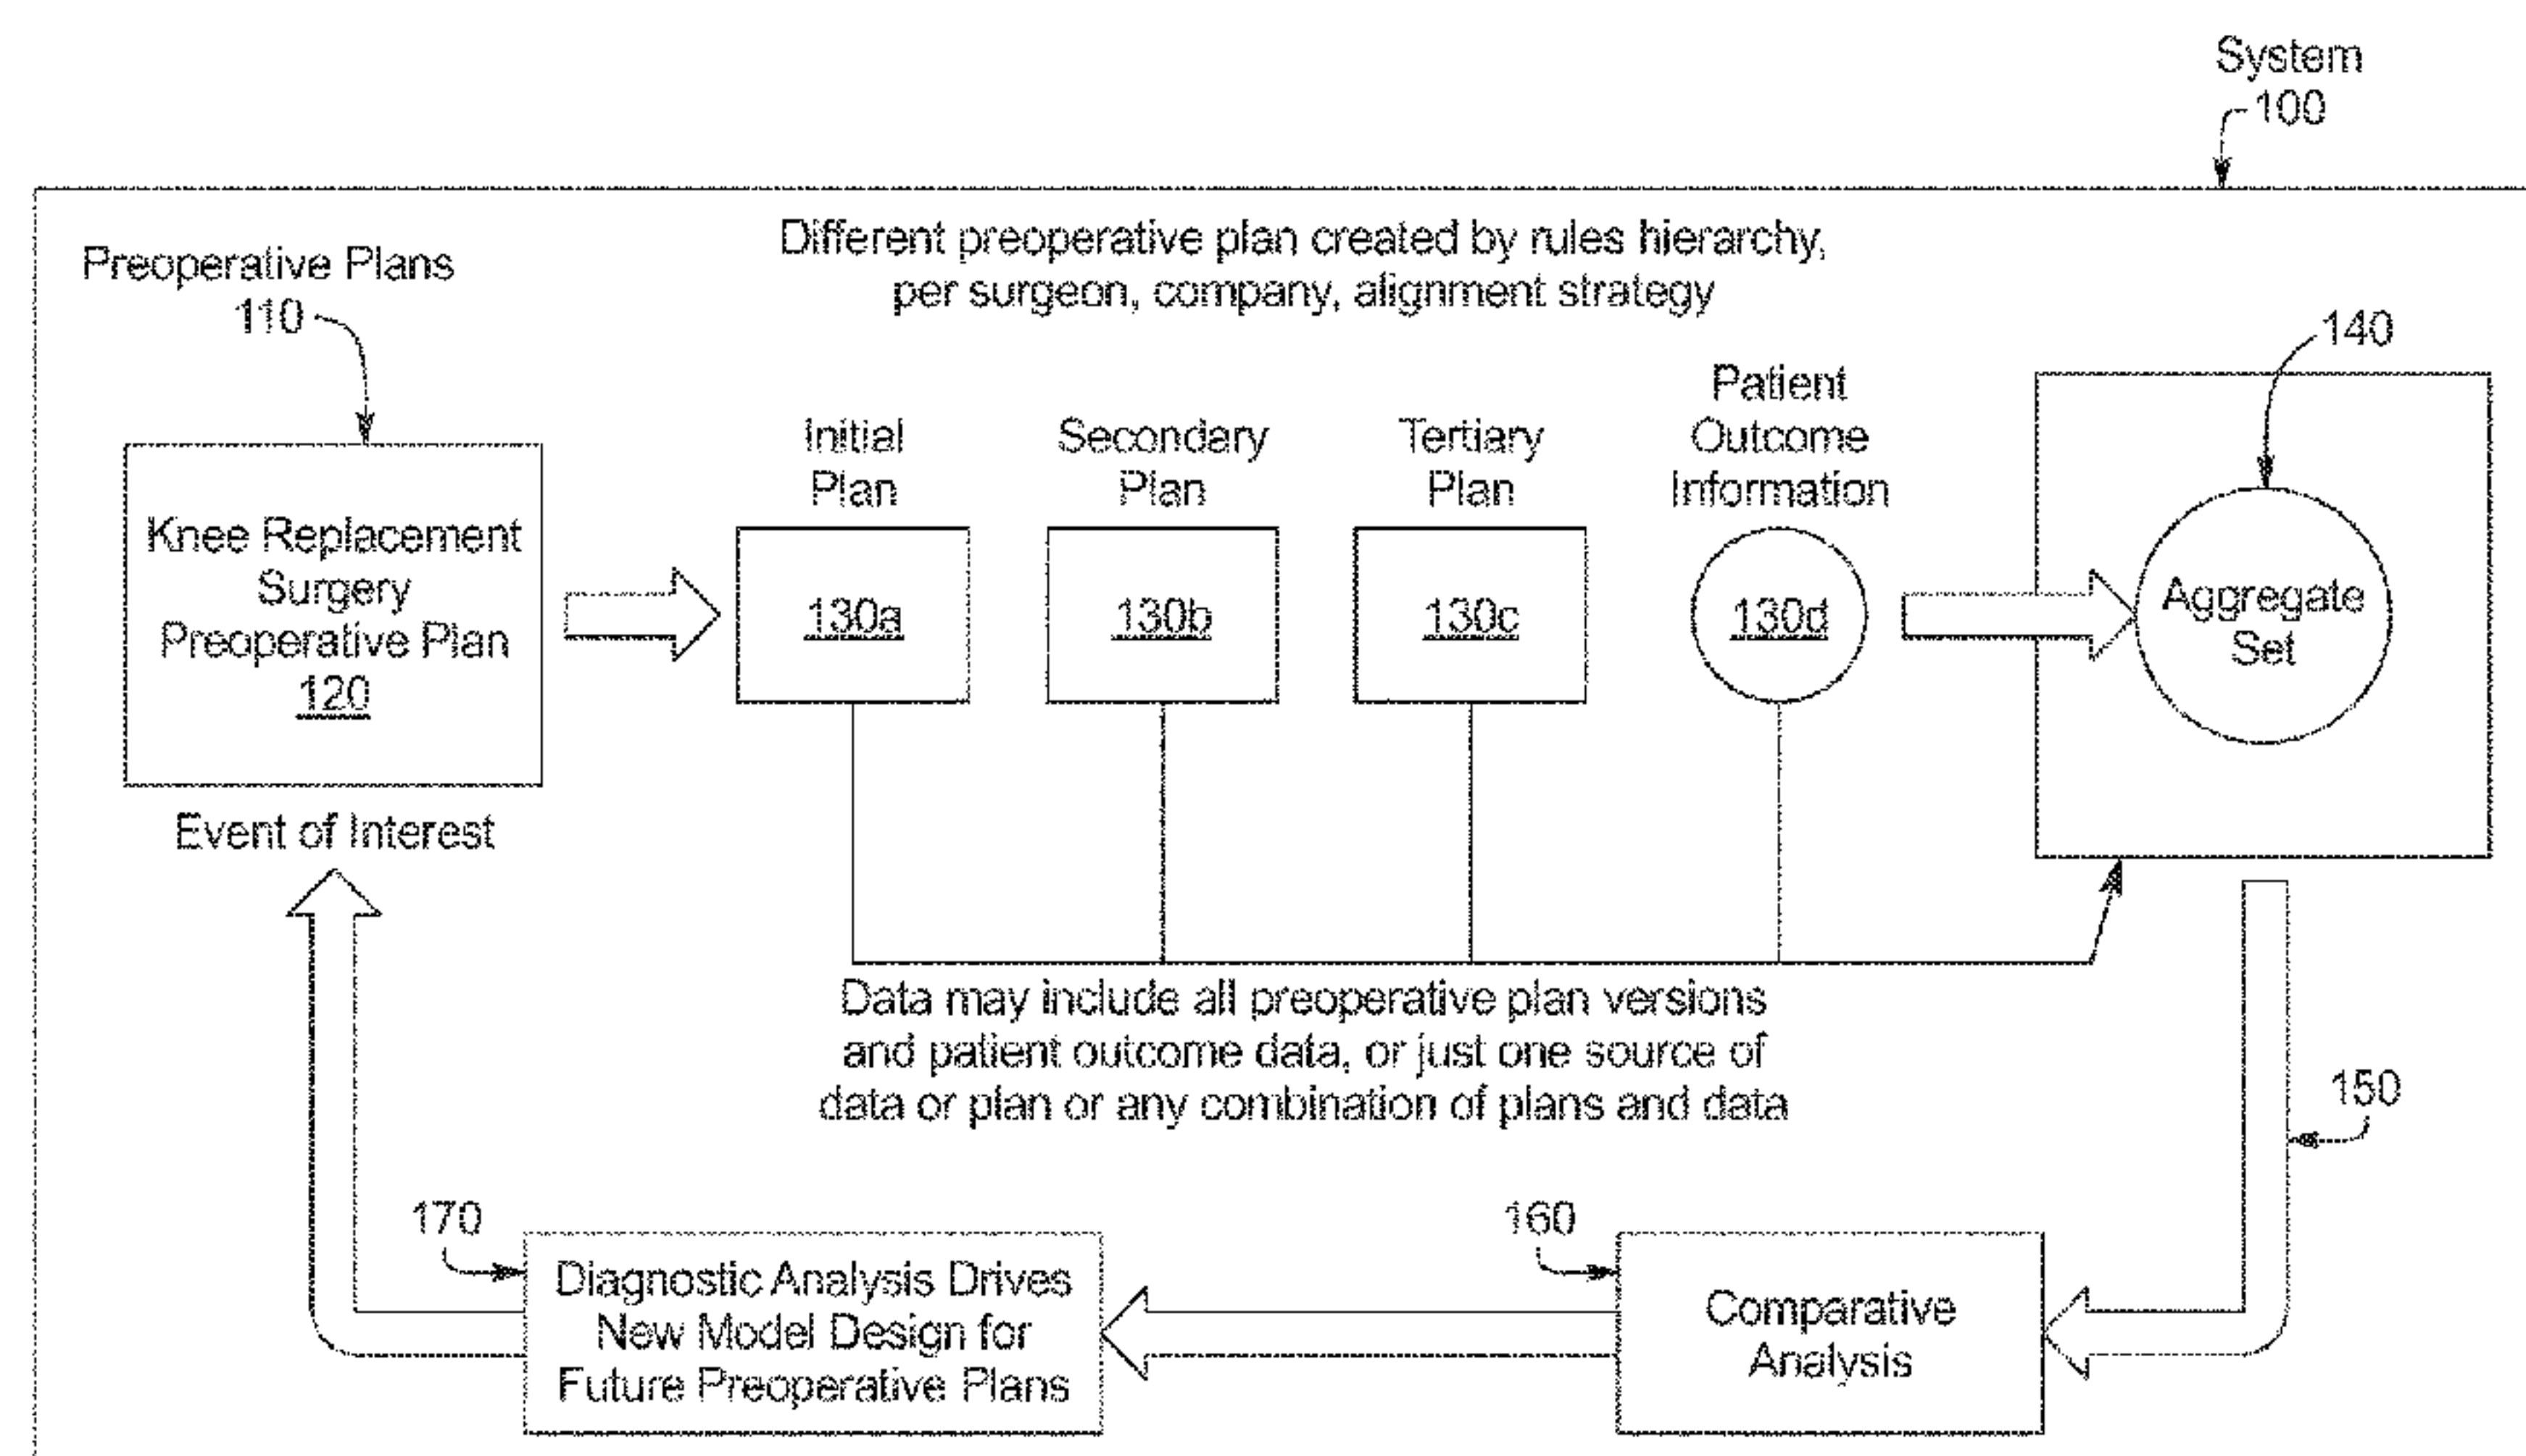 System
100
Different preoperative plan created by rules hierarchy,
per surgeon, company, alignment strategy
Preoperative Plans
110
140
Knee Replacement
Surgery
Preoperative Plan
120
Event of Interest
Initial
Plan
130a
Secondary
Plan
130b
Tertiary
Plan
130c
Patient
Outcome
Information
130d
Aggregate
Set
Data may include all preoperative plan versions
and patient outcome data, or just one source of
data or plan or any combination of plans and data
150
160
Comparative
Analysis
170
Diagnostic Analysis Drives
New Model Design for
Future Preoperative Plans